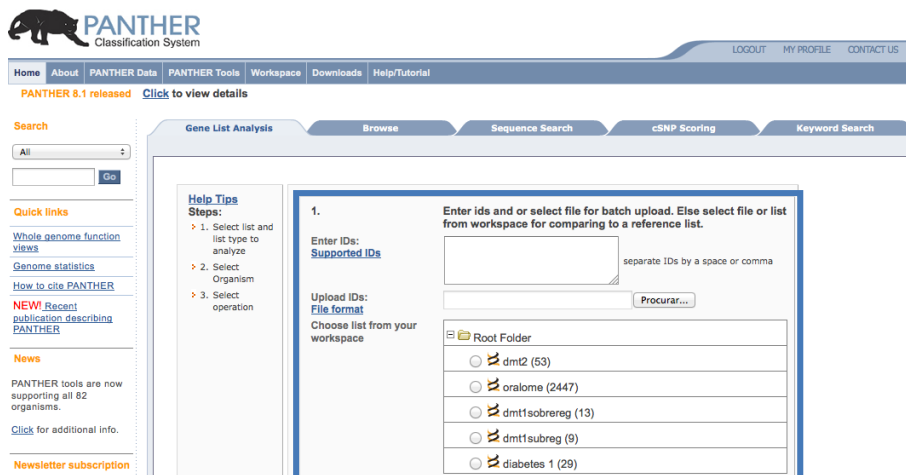 PANTHER
Classification System
LOGOUT MY PROFILE CONTACT US
Home About PANTHER Data PANTHER Tools Workspace Downloads Help/Tutorial
PANTHER 8.1 released Click to view details
Search
All
Go
Quick links
Whole genome function
views
Genome statistics
How to cite PANTHER
NEW! Recent
publication describing
PANTHER
News
PANTHER tools are now
supporting all 82
organisms.
Click for additional info.
Newsletter subscription
Gene List Analysis Browse Sequence Search cSNP Scoring Keyword Search
Help Tips
Steps:
1. Select list and
list type to
analyze
2. Select
Organism
3. Select
operation
1. Enter ids and or select file for batch upload. Else select file or list
from workspace for comparing to a reference list.
Enter IDs:
Supported IDs
separate IDs by a space or comma
Upload IDs:
File format
Procurar...
Choose list from your
workspace
Root Folder
dmt2 (53)
oralome (2447)
dmt1sobrereg (13)
dmt1subreg (9)
diabetes 1 (29)